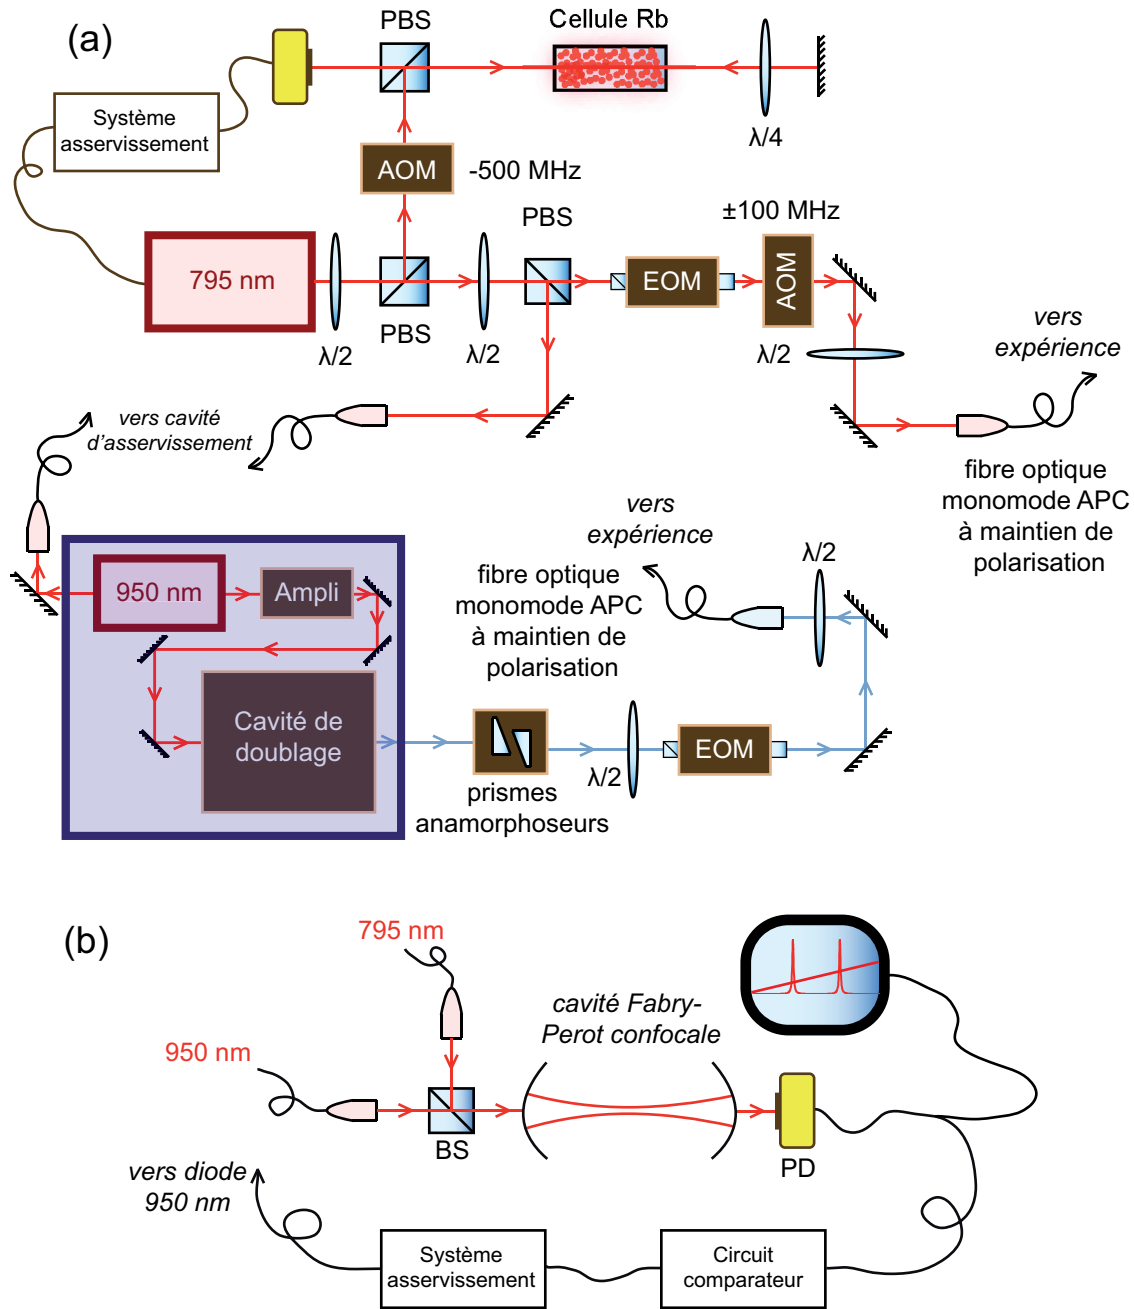 (a)
PBS
Cellule Rb
Système
asservissement
λ/4
AOM
-500 MHz
PBS
±100 MHz
795 nm
EOM
AOM
λ/2
PBS
λ/2
λ/2
vers
expérience
vers cavité
d'asservissement
fibre optique
monomode APC
à maintien de
polarisation
vers
expérience
λ/2
950 nm
Ampli
fibre optique
monomode APC
à maintien de
polarisation
Cavité de
doublage
EOM
λ/2
prismes
anamorphoseurs
(b)
795 nm
cavité Fabry-
Perot confocale
950 nm
BS
PD
vers diode
950 nm
Système
asservissement
Circuit
comparateur